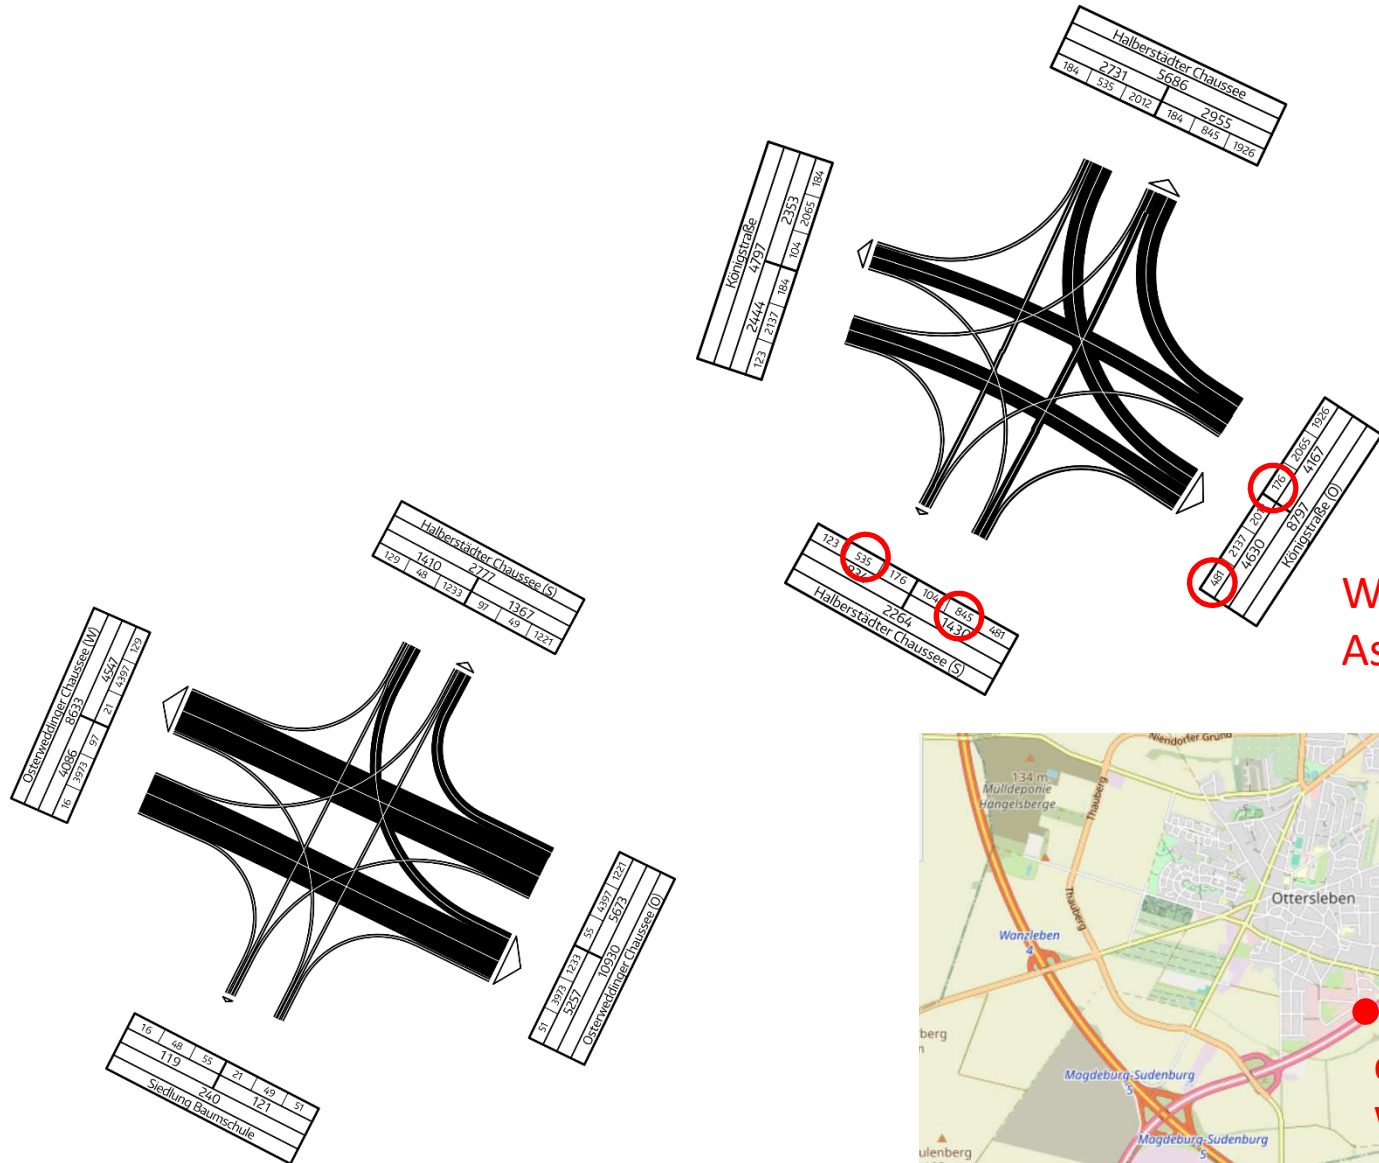 Halberstädter Chaussee
5686
2731 2955
184 535 2012 184 845 1926
Königstraße
4797
2444 2353
123 2137 184 104 2065 184
123 535 176 104 845 481
1430
2264
Halberstädter Chaussee (S)
481 2137 176 2065 1926
4630 4167
8797
Königstraße (O)
Halberstädter Chaussee (S)
2777
1410 1367
129 48 1233 97 49 1221
Osterweddinger Chaussee (W)
8633
4086 4547
16 3973 97 21 4397 129
51 3973 1233 55 4397 1221
5257 5673
10930
Osterweddinger Chaussee (O)
16 48 55 21 49 51
119 121
240
Siedlung Baumschule
W
As
Niendorfer Grund
134 m
Mülldeponie
Hängelsberge
Thauberg
Thauberg
Ottersleben
Wanzleben
4
berg
Magdeburg-Sudenburg
5
Magdeburg-Sudenburg
5
ulenberg